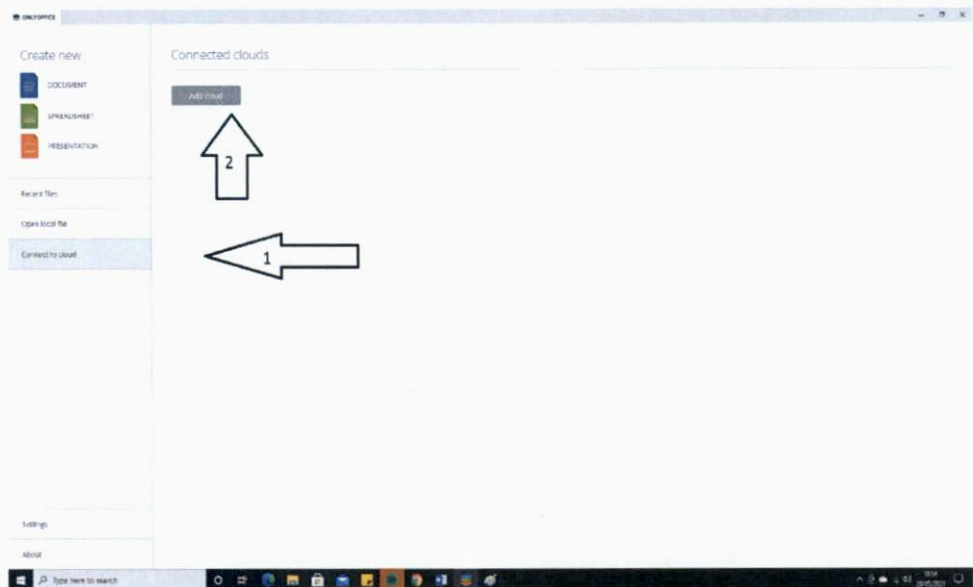 ONLYOFFICE
Create new
DOCUMENT
SPREADSHEET
PRESENTATION
Recent files
Open local file
Connect to cloud
Settings
About
Connected clouds
Add cloud
2
1
Type here to search